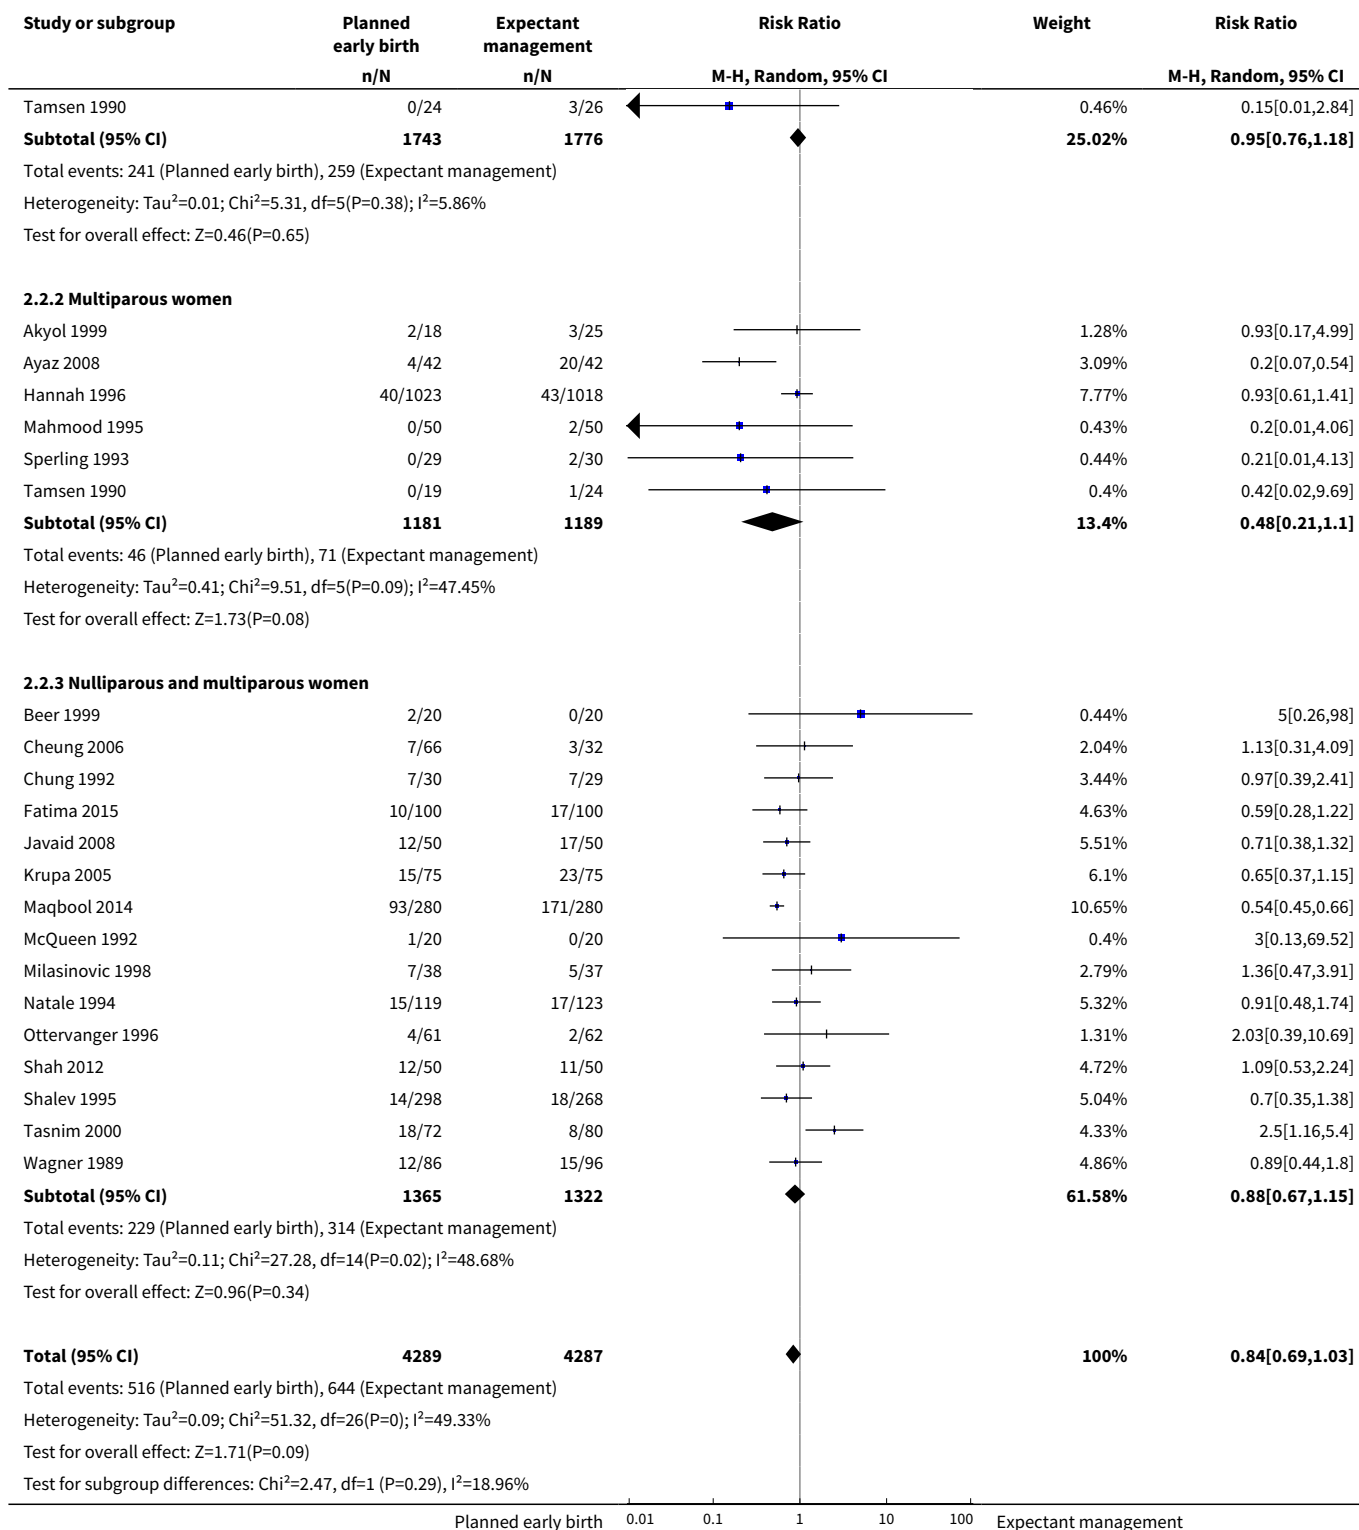 Study or subgroup Planned early birth Expectant management Risk Ratio Weight Risk Ratio
n/N n/N M-H, Random, 95% CI M-H, Random, 95% CI
Tamsen 1990 0/24 3/26 0.46% 0.15[0.01,2.84]
Subtotal (95% CI) 1743 1776 25.02% 0.95[0.76,1.18]
Total events: 241 (Planned early birth), 259 (Expectant management)
Heterogeneity: Tau²=0.01; Chi²=5.31, df=5(P=0.38); I²=5.86%
Test for overall effect: Z=0.46(P=0.65)
2.2.2 Multiparous women
Akyol 1999 2/18 3/25 1.28% 0.93[0.17,4.99]
Ayaz 2008 4/42 20/42 3.09% 0.2[0.07,0.54]
Hannah 1996 40/1023 43/1018 7.77% 0.93[0.61,1.41]
Mahmood 1995 0/50 2/50 0.43% 0.2[0.01,4.06]
Sperling 1993 0/29 2/30 0.44% 0.21[0.01,4.13]
Tamsen 1990 0/19 1/24 0.4% 0.42[0.02,9.69]
Subtotal (95% CI) 1181 1189 13.4% 0.48[0.21,1.1]
Total events: 46 (Planned early birth), 71 (Expectant management)
Heterogeneity: Tau²=0.41; Chi²=9.51, df=5(P=0.09); I²=47.45%
Test for overall effect: Z=1.73(P=0.08)
2.2.3 Nulliparous and multiparous women
Beer 1999 2/20 0/20 0.44% 5[0.26,98]
Cheung 2006 7/66 3/32 2.04% 1.13[0.31,4.09]
Chung 1992 7/30 7/29 3.44% 0.97[0.39,2.41]
Fatima 2015 10/100 17/100 4.63% 0.59[0.28,1.22]
Javaid 2008 12/50 17/50 5.51% 0.71[0.38,1.32]
Krupa 2005 15/75 23/75 6.1% 0.65[0.37,1.15]
Maqbool 2014 93/280 171/280 10.65% 0.54[0.45,0.66]
McQueen 1992 1/20 0/20 0.4% 3[0.13,69.52]
Milasinovic 1998 7/38 5/37 2.79% 1.36[0.47,3.91]
Natale 1994 15/119 17/123 5.32% 0.91[0.48,1.74]
Ottervanger 1996 4/61 2/62 1.31% 2.03[0.39,10.69]
Shah 2012 12/50 11/50 4.72% 1.09[0.53,2.24]
Shalev 1995 14/298 18/268 5.04% 0.7[0.35,1.38]
Tasnim 2000 18/72 8/80 4.33% 2.5[1.16,5.4]
Wagner 1989 12/86 15/96 4.86% 0.89[0.44,1.8]
Subtotal (95% CI) 1365 1322 61.58% 0.88[0.67,1.15]
Total events: 229 (Planned early birth), 314 (Expectant management)
Heterogeneity: Tau²=0.11; Chi²=27.28, df=14(P=0.02); I²=48.68%
Test for overall effect: Z=0.96(P=0.34)
Total (95% CI) 4289 4287 100% 0.84[0.69,1.03]
Total events: 516 (Planned early birth), 644 (Expectant management)
Heterogeneity: Tau²=0.09; Chi²=51.32, df=26(P=0); I²=49.33%
Test for overall effect: Z=1.71(P=0.09)
Test for subgroup differences: Chi²=2.47, df=1 (P=0.29), I²=18.96%
Planned early birth 0.01 0.1 1 10 100 Expectant management